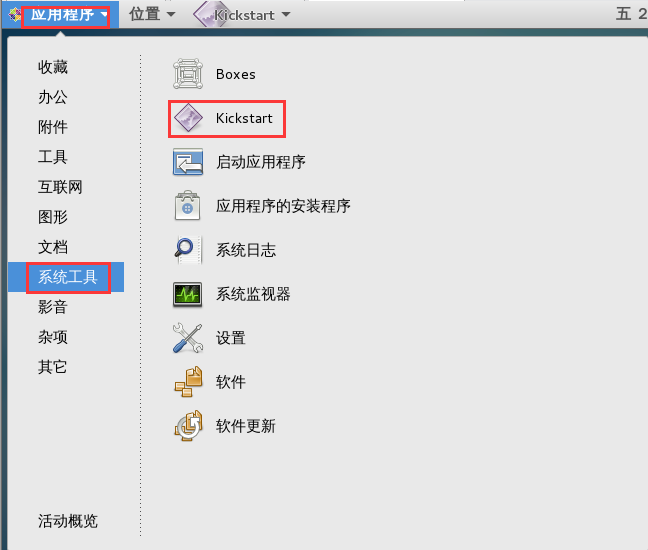 应用程序 位置 Kickstart 五 2
收藏
办公
附件
工具
互联网
图形
文档
系统工具
影音
杂项
其它
活动概览
Boxes
Kickstart
启动应用程序
应用程序的安装程序
系统日志
系统监视器
设置
软件
软件更新